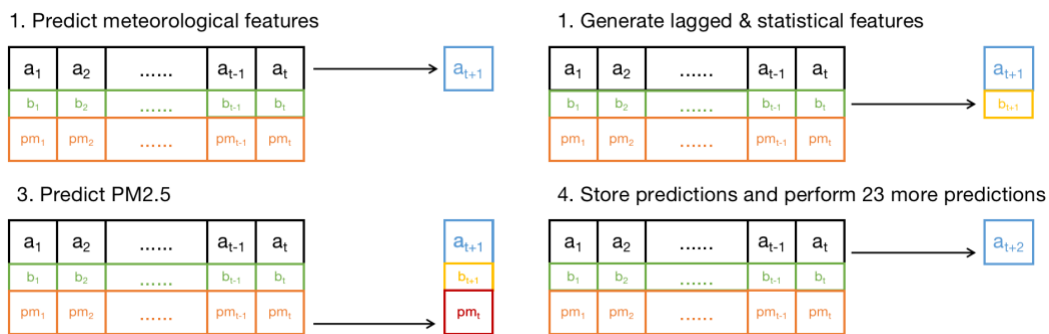 1. Predict meteorological features
a1 a2 ...... at-1 at at+1
b1 b2 ...... bt-1 bt
pm1 pm2 ...... pmt-1 pmt
1. Generate lagged & statistical features
a1 a2 ....... at-1 at at+1
b1 b2 ...... bt-1 bt bt+1
pm1 pm2 ....... pmt-1 pmt
3. Predict PM2.5
a1 a2 ...... at-1 at at+1
b1 b2 ...... bt-1 bt bt+1
pm1 pm2 ...... pmt-1 pmt pmt
4. Store predictions and perform 23 more predictions
a1 a2 ....... at-1 at at+2
b1 b2 ...... bt-1 bt
pm1 pm2 ....... pmt-1 pmt